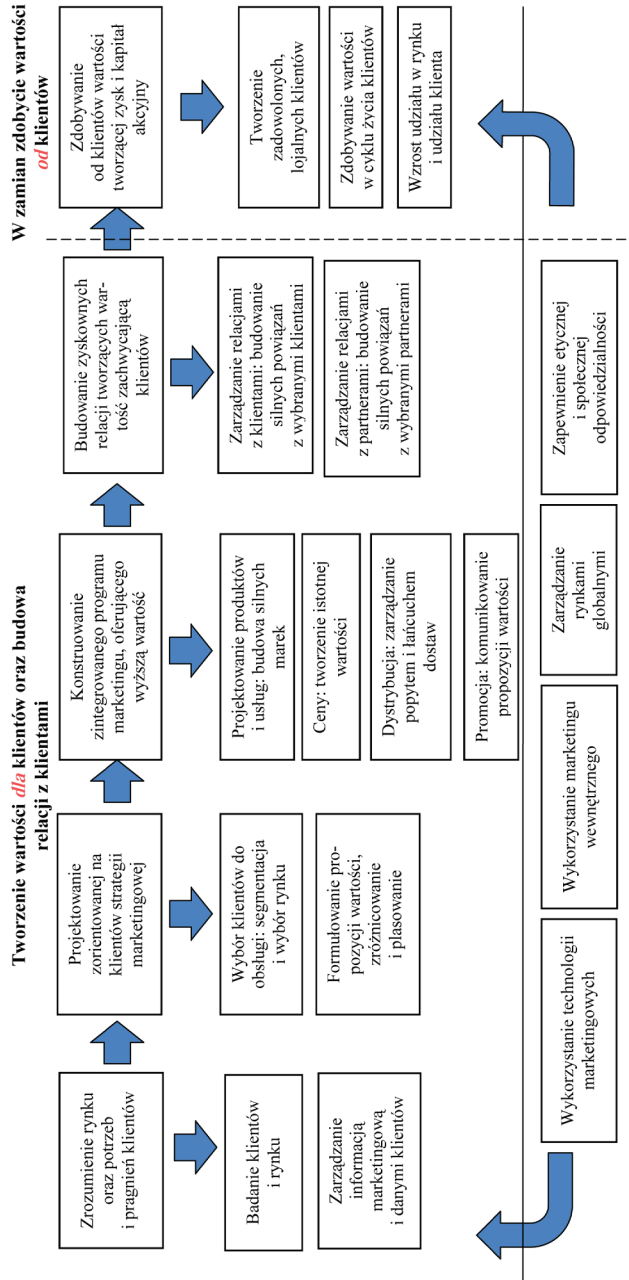 Tworzenie wartości dla klientów oraz budowa
relacji z klientami
W zamian zdobycie wartości
od klientów
Zrozumienie rynku
oraz potrzeb
i pragnień klientów
Projektowanie
zorientowanej na
klientów strategii
marketingowej
Konstruowanie
zintegrowanego programu
marketingu, oferującego
wyższą wartość
Budowanie zyskownych
relacji tworzących war-
tość zachwycającą
klientów
Zdobywanie
od klientów wartości
tworzącej zysk i kapitał
akcyjny
Badanie klientów
i rynku
Zarządzanie
informacją
marketingową
i danymi klientów
Wybór klientów do
obsługi: segmentacja
i wybór rynku
Formułowanie pro-
pozycji wartości,
zróżnicowanie
i plasowanie
Projektowanie produktów
i usług: budowa silnych
marek
Ceny: tworzenie istotnej
wartości
Dystrybucja: zarządzanie
popytem i łańcuchem
dostaw
Promocja: komunikowanie
propozycji wartości
Zarządzanie relacjami
z klientami: budowanie
silnych powiązań
z wybranymi klientami
Zarządzanie relacjami
z partnerami: budowanie
silnych powiązań
z wybranymi partnerami
Tworzenie
zadowolonych,
lojalnych klientów
Zdobywanie wartości
w cyklu życia klientów
Wzrost udziału w rynku
i udziału klienta
Wykorzystanie technologii
marketingowych
Wykorzystanie marketingu
wewnętrznego
Zarządzanie
rynkami
globalnymi
Zapewnienie etycznej
i społecznej
odpowiedzialności